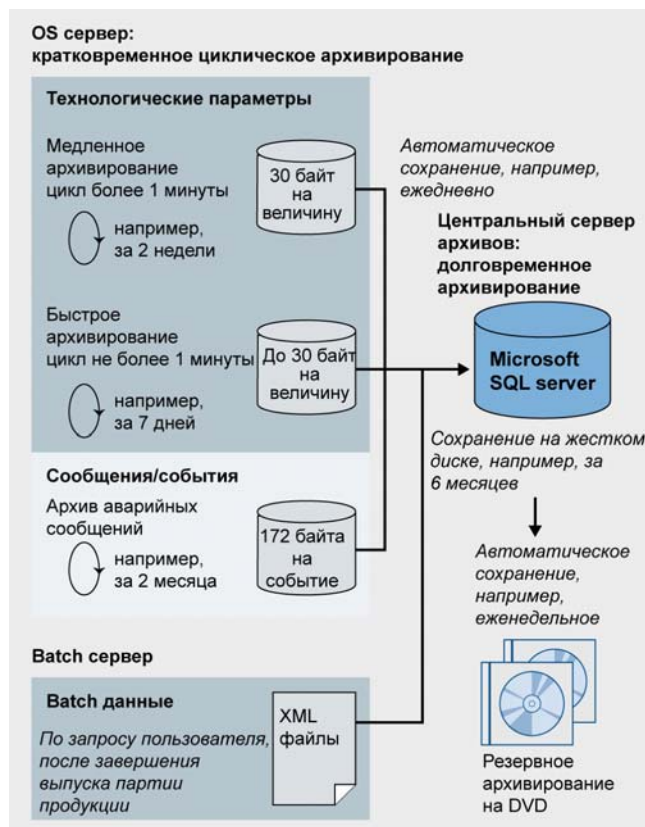 OS сервер:
кратковременное циклическое архивирование
Технологические параметры
Медленное
архивирование
цикл более 1 минуты
например,
за 2 недели
30 байт
на
величину
Быстрое
архивирование
цикл не более 1 минуты
например,
за 7 дней
До 30 байт
на
величину
Сообщения/события
Архив аварийных
сообщений
например,
за 2 месяца
172 байта
на
событие
Автоматическое
сохранение, например,
ежедневно
Центральный сервер
архивов:
долговременное
архивирование
Microsoft
SQL server
Сохранение на жестком
диске, например, за
6 месяцев
Автоматическое
сохранение,
например,
еженедельное
Резервное
архивирование
на DVD
Batch сервер
Batch данные
По запросу пользователя,
после завершения
выпуска партии
продукции
XML
файлы